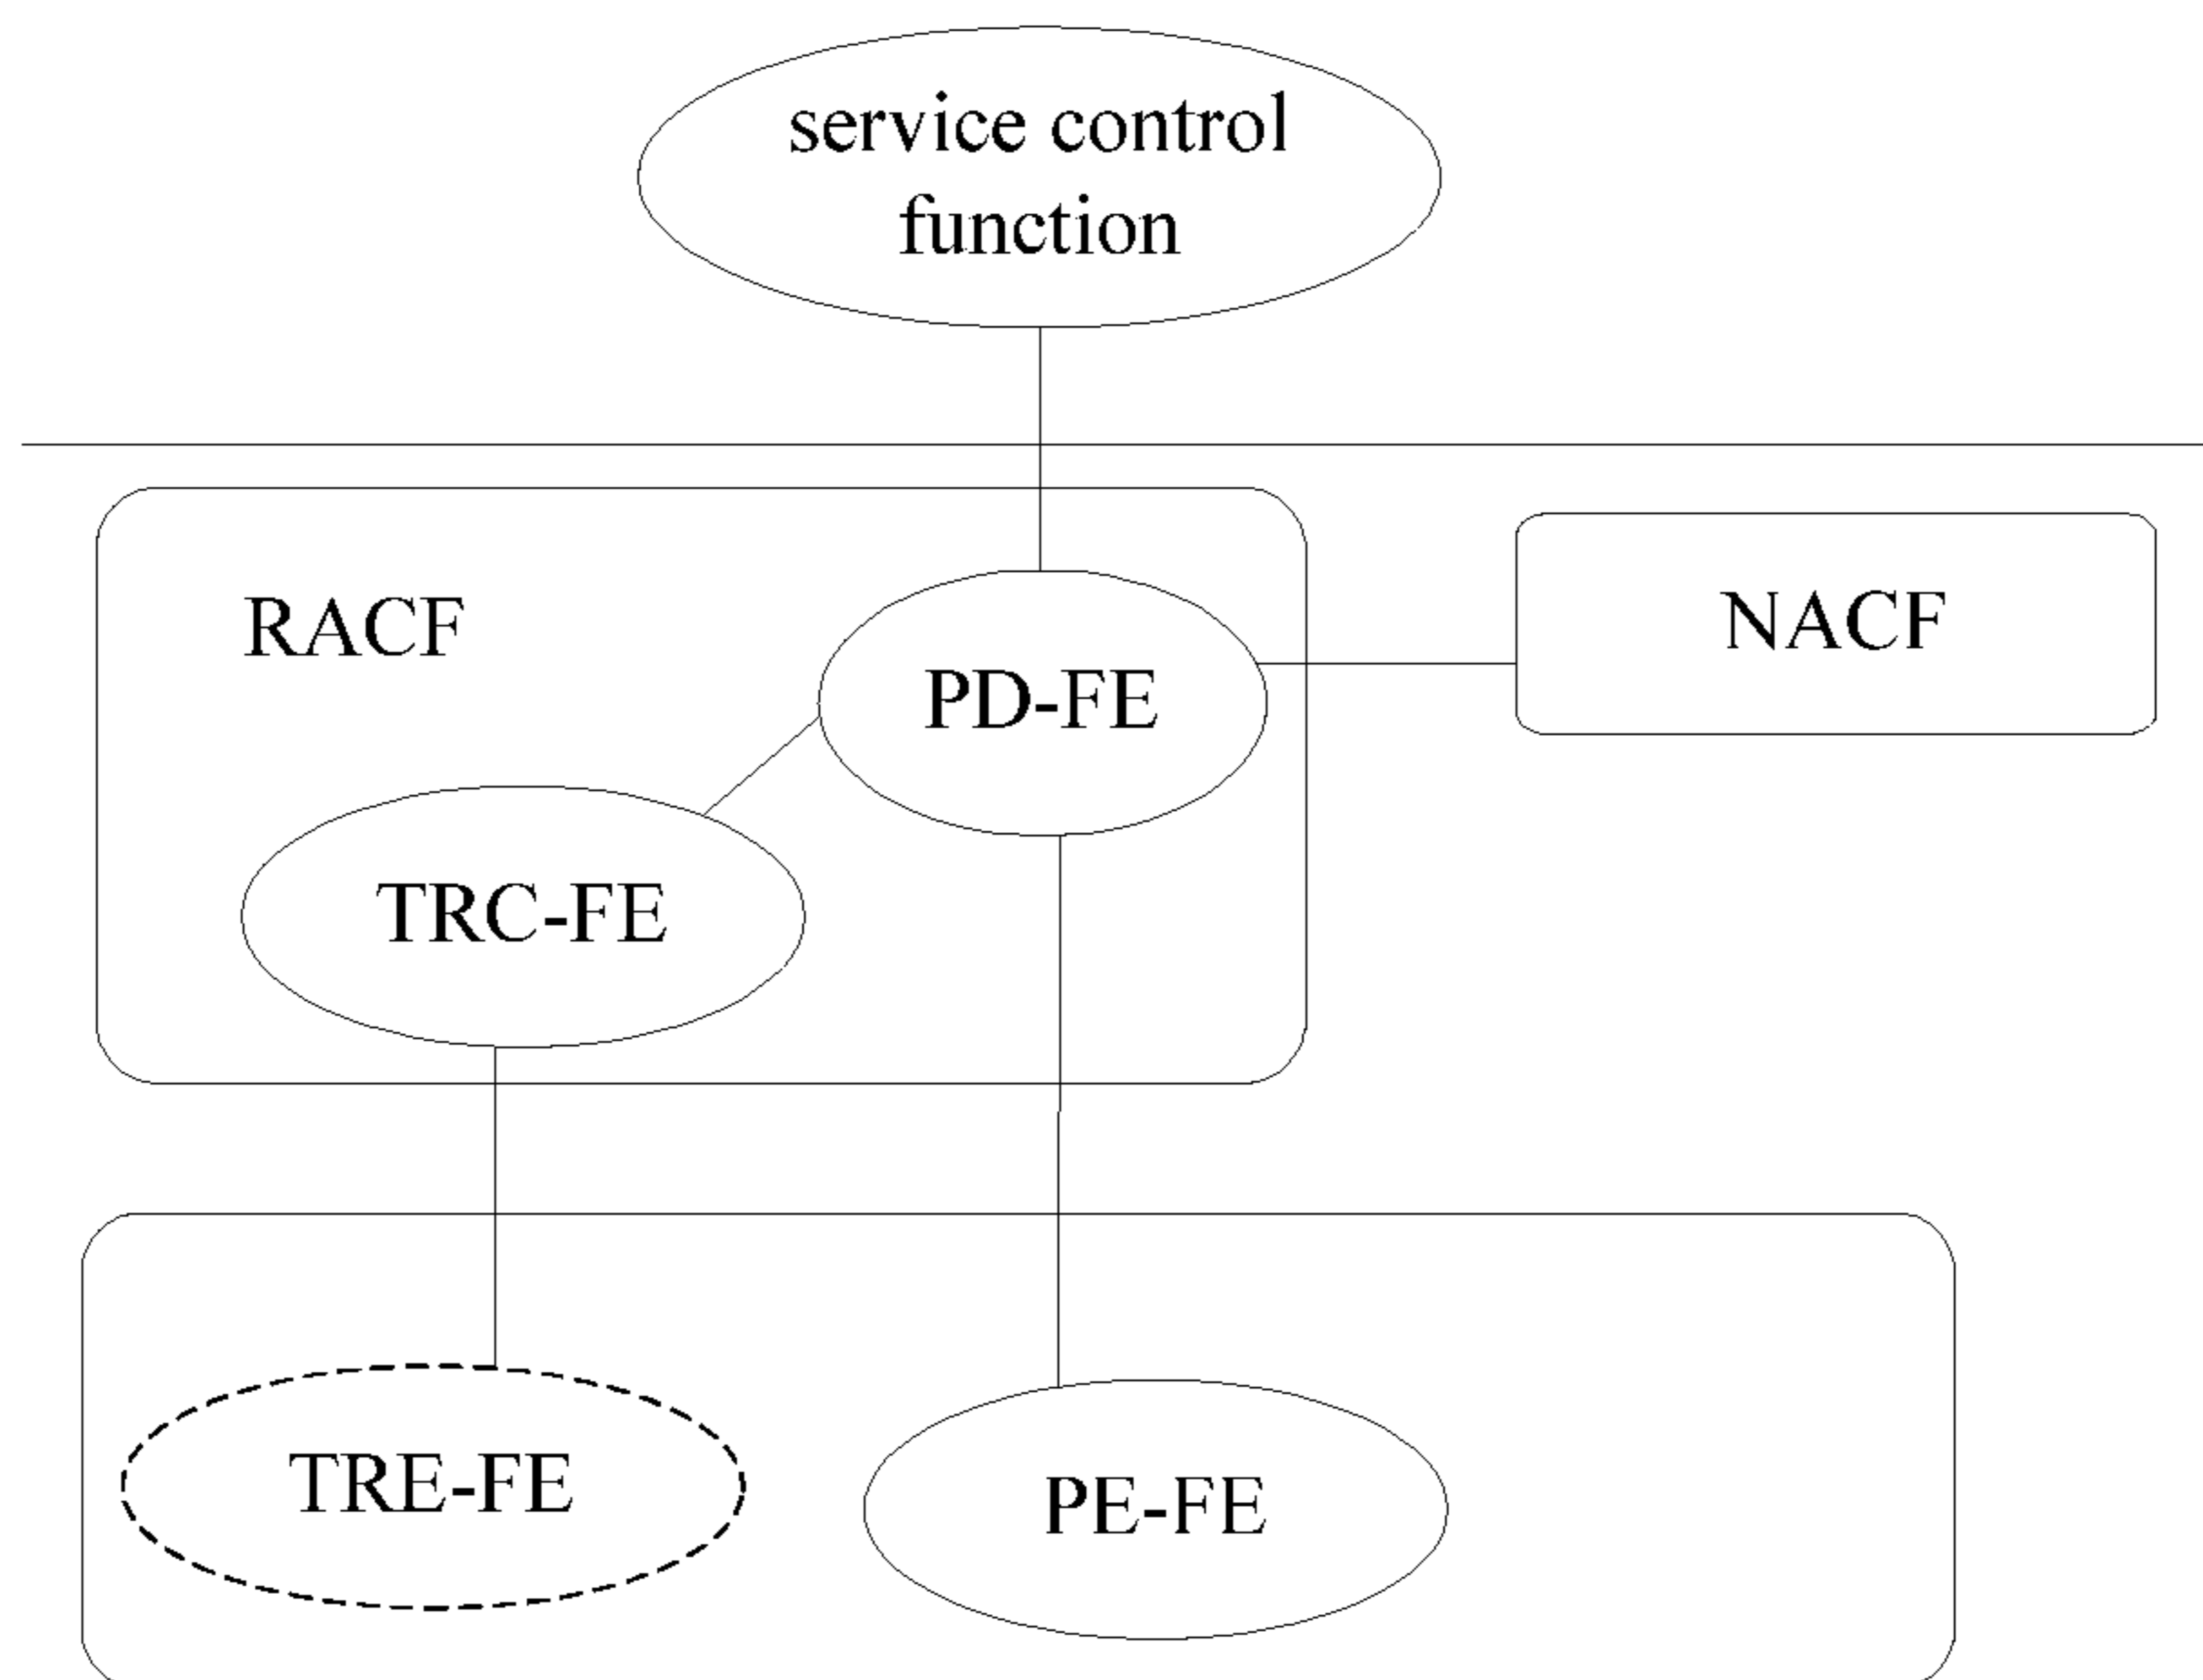 service control
function
RACF
NACF
PD-FE
TRC-FE
TRE-FE
PE-FE